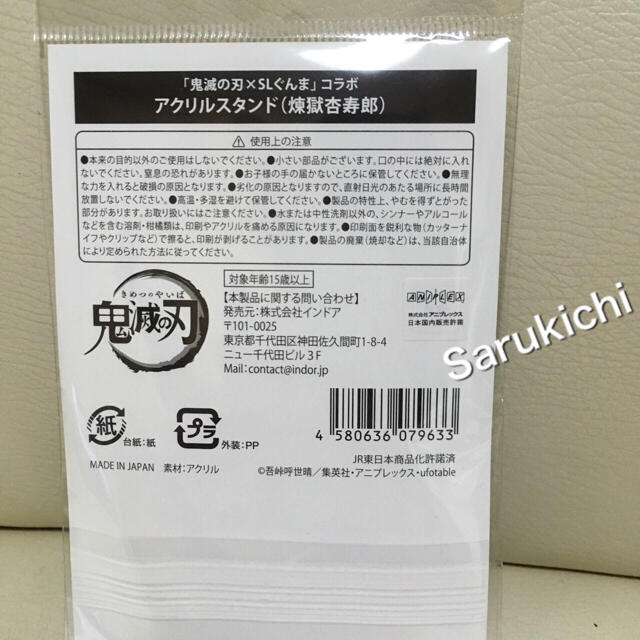 「鬼滅の刃×SLぐんま」コラボ
アクリルスタンド(煉獄杏寿郎)
使用上の注意
●本来の目的以外のご使用はしないでください。●小さい部品がございます。口の中には絶対に入れ
ないでください。窒息の恐れがあります。●お子様の手の届かないところに保管してください。●無理
な力を入れると破損の原因となります。●劣化の原因となりますので、直射日光のあたる場所に長時間
放置しないでください。●高温・多湿を避けて保管してください。●製品の特性上、やむを得ずとがった
部分があります。お取り扱いにはご注意ください。●水または中性洗剤以外の、シンナーやアルコール
などを含む溶剤・柑橘類は、印刷やアクリルを痛める原因になります。●印刷面を鋭利な物(カッターナ
イフやクリップなど)で擦ると、印刷が剥げることがあります。●製品の廃棄(焼却など)は、当該自治体
により定められた方法に従ってください。
対象年齢15歳以上
きめつのやいば
鬼滅の刃
【本製品に関する問い合わせ】
発売元:株式会社インドア
〒101-0025
東京都千代田区神田佐久間町1-8-4
ニュー千代田ビル3F
Mail:contact@indor.jp
ANIPLEX
株式会社アニプレックス
日本国内販売許諾
Sarukichi
紙
台紙:紙
プラ
外装:PP
4 580636 079633
MADE IN JAPAN 素材:アクリル
JR東日本商品化許諾済
©吾峠呼世晴/集英社・アニプレックス・ufotable